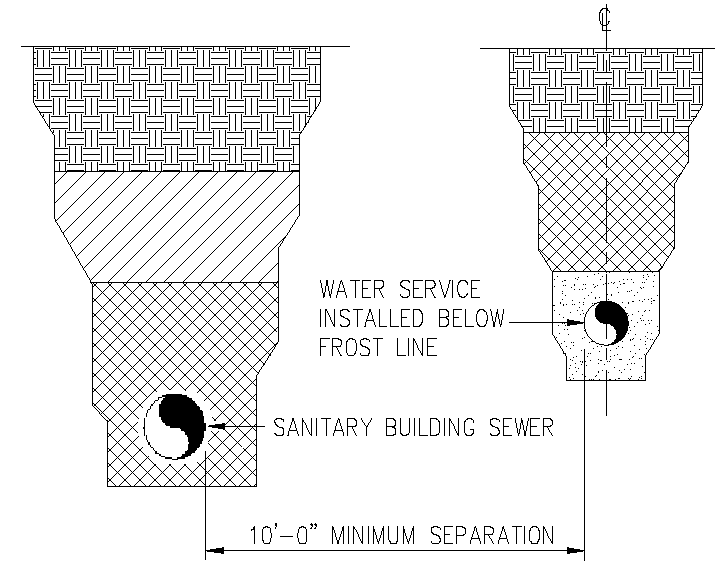 ℄
WATER SERVICE
INSTALLED BELOW
FROST LINE
SANITARY BUILDING SEWER
10'-0" MINIMUM SEPARATION